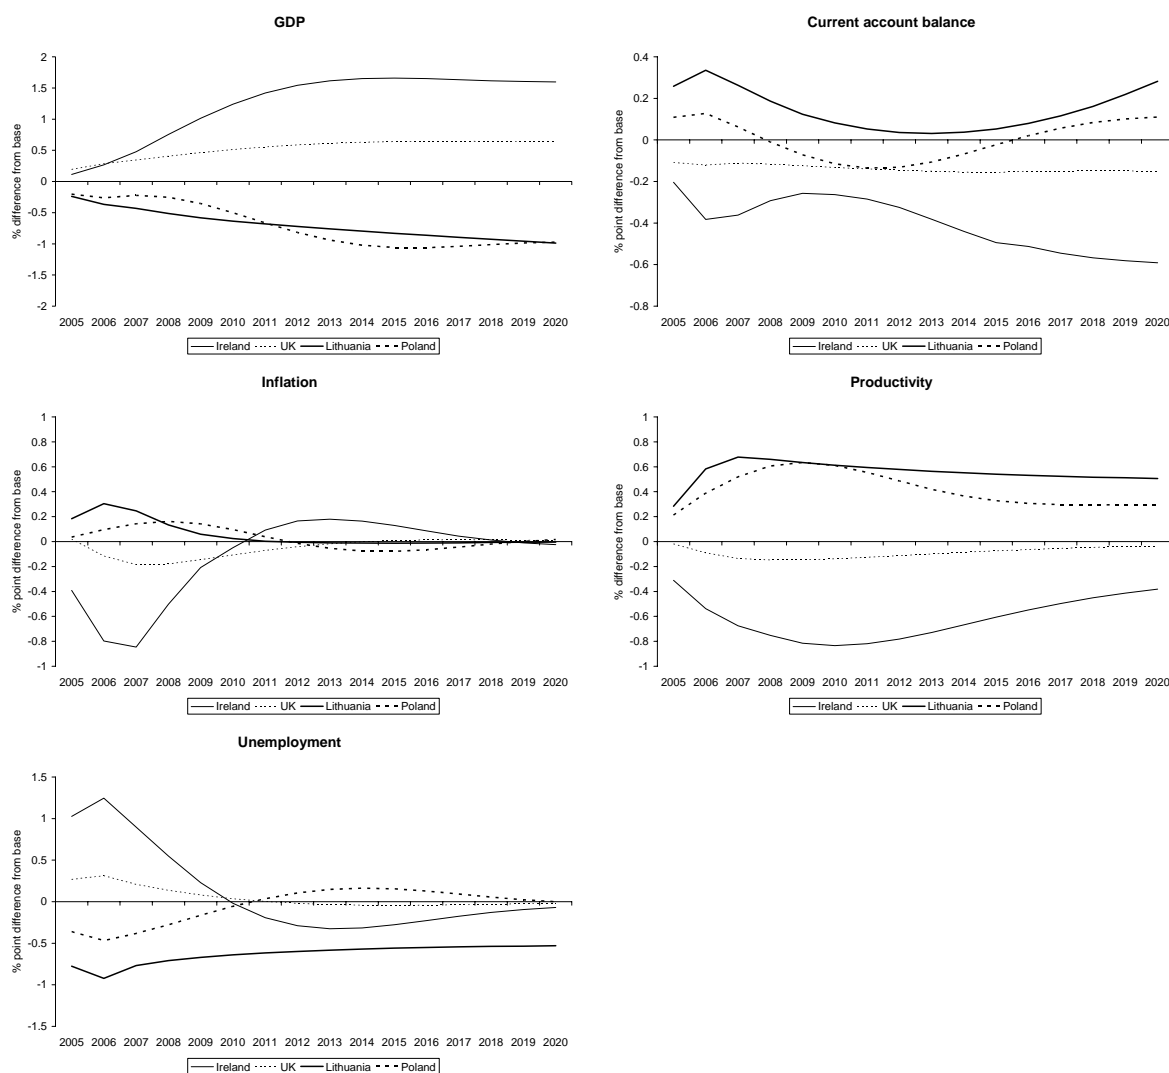 GDP
% difference from base
2
1.5
1
0.5
0
-0.5
-1
-1.5
-2
2005 2006 2007 2008 2009 2010 2011 2012 2013 2014 2015 2016 2017 2018 2019 2020
Ireland UK Lithuania Poland
Current account balance
% point difference from base
0.4
0.2
0
-0.2
-0.4
-0.6
-0.8
2005 2006 2007 2008 2009 2010 2011 2012 2013 2014 2015 2016 2017 2018 2019 2020
Ireland UK Lithuania Poland
Inflation
% point difference from base
1
0.8
0.6
0.4
0.2
0
-0.2
-0.4
-0.6
-0.8
-1
2005 2006 2007 2008 2009 2010 2011 2012 2013 2014 2015 2016 2017 2018 2019 2020
Ireland UK Lithuania Poland
Productivity
% difference from base
1
0.8
0.6
0.4
0.2
0
-0.2
-0.4
-0.6
-0.8
-1
2005 2006 2007 2008 2009 2010 2011 2012 2013 2014 2015 2016 2017 2018 2019 2020
Ireland UK Lithuania Poland
Unemployment
% point difference from base
1.5
1
0.5
0
-0.5
-1
-1.5
2005 2006 2007 2008 2009 2010 2011 2012 2013 2014 2015 2016 2017 2018 2019 2020
Ireland UK Lithuania Poland